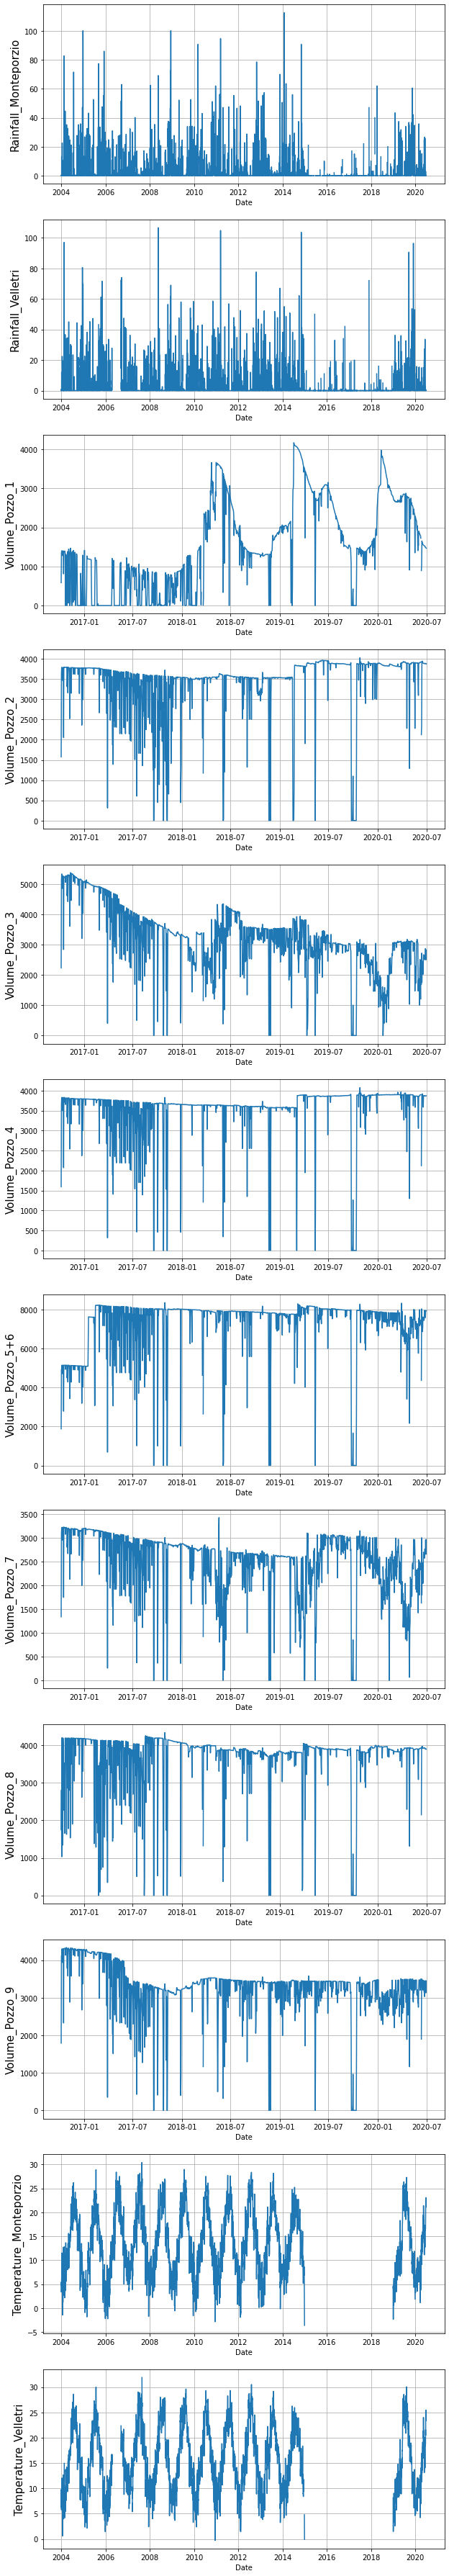 Rainfall_Monteporzio
100
80
60
40
20
0
2004 2006 2008 2010 2012 2014 2016 2018 2020
Date
Rainfall_Velletri
100
80
60
40
20
0
2004 2006 2008 2010 2012 2014 2016 2018 2020
Date
Volume_Pozzo_1
4000
3000
2000
1000
0
2017-01 2017-07 2018-01 2018-07 2019-01 2019-07 2020-01 2020-07
Date
Volume_Pozzo_2
4000
3500
3000
2500
2000
1500
1000
500
0
2017-01 2017-07 2018-01 2018-07 2019-01 2019-07 2020-01 2020-07
Date
Volume_Pozzo_3
5000
4000
3000
2000
1000
0
2017-01 2017-07 2018-01 2018-07 2019-01 2019-07 2020-01 2020-07
Date
Volume_Pozzo_4
4000
3500
3000
2500
2000
1500
1000
500
0
2017-01 2017-07 2018-01 2018-07 2019-01 2019-07 2020-01 2020-07
Date
Volume_Pozzo_5+6
8000
6000
4000
2000
0
2017-01 2017-07 2018-01 2018-07 2019-01 2019-07 2020-01 2020-07
Date
Volume_Pozzo_7
3500
3000
2500
2000
1500
1000
500
0
2017-01 2017-07 2018-01 2018-07 2019-01 2019-07 2020-01 2020-07
Date
Volume_Pozzo_8
4000
3000
2000
1000
0
2017-01 2017-07 2018-01 2018-07 2019-01 2019-07 2020-01 2020-07
Date
Volume_Pozzo_9
4000
3000
2000
1000
0
2017-01 2017-07 2018-01 2018-07 2019-01 2019-07 2020-01 2020-07
Date
Temperature_Monteporzio
30
25
20
15
10
5
0
−5
2004 2006 2008 2010 2012 2014 2016 2018 2020
Date
Temperature_Velletri
30
25
20
15
10
5
0
2004 2006 2008 2010 2012 2014 2016 2018 2020
Date